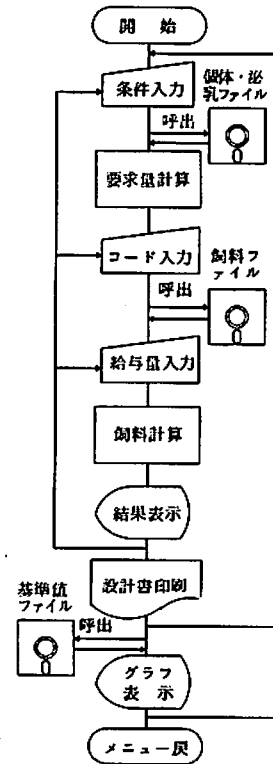 開 始
条件入力
個体・泌
乳ファイル
呼出
要求量計算
コード入力
飼料フ
ァイル
呼出
給与量入力
飼料計算
結果表示
設計書印刷
基準値
ファイル
呼出
グラフ
表 示
メニュー戻